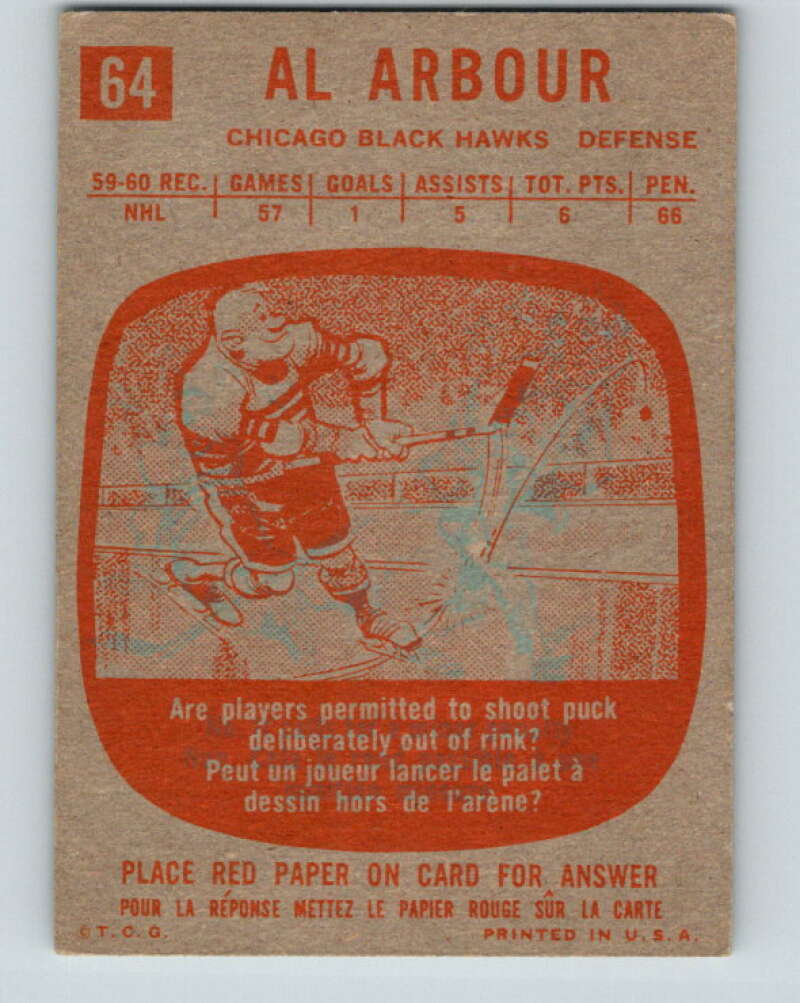 64
AL ARBOUR
CHICAGO BLACK HAWKS DEFENSE
59-60 REC. GAMES GOALS ASSISTS TOT. PTS. PEN.
NHL 57 1 5 6 66
Are players permitted to shoot puck
deliberately out of rink?
Peut un joueur lancer le palet à
dessin hors de l'arène?
PLACE RED PAPER ON CARD FOR ANSWER
POUR LA RÉPONSE METTEZ LE PAPIER ROUGE SÛR LA CARTE
© T.C.G. PRINTED IN U.S.A.